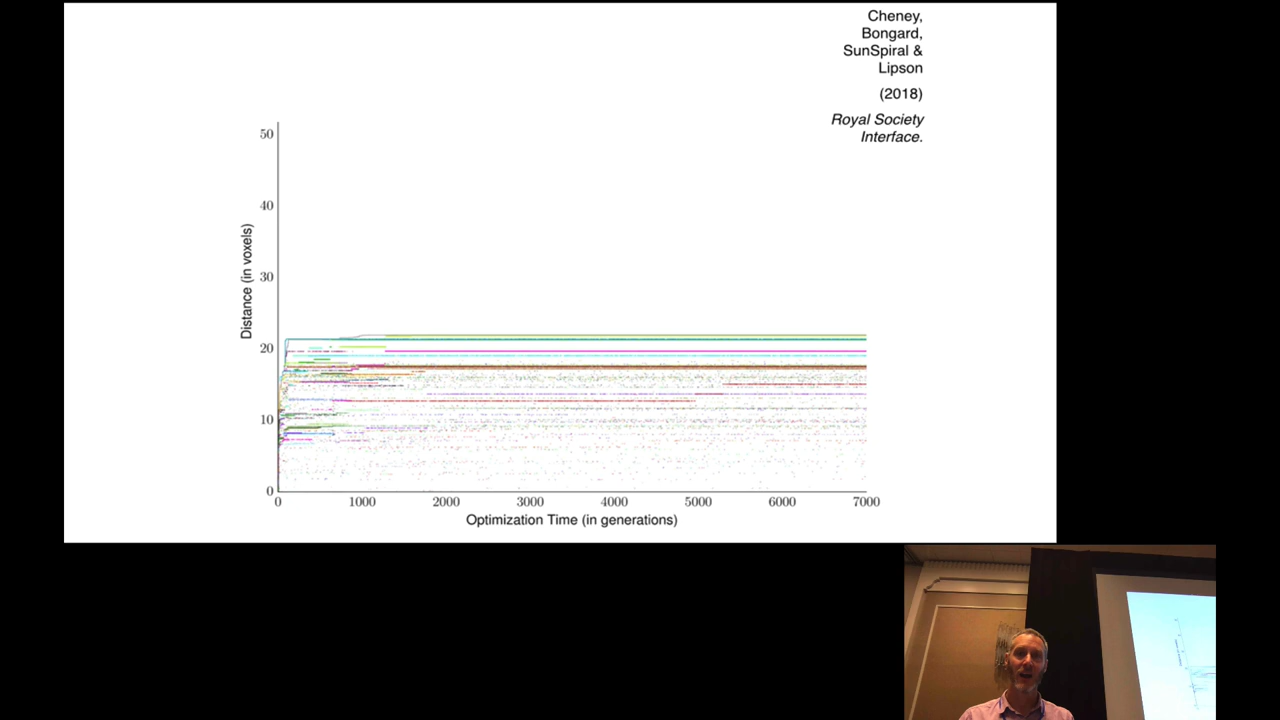 Cheney,
Bongard,
SunSpiral &
Lipson
(2018)
Royal Society
Interface.
50
40
30
20
10
0
Distance (in voxels)
0 1000 2000 3000 4000 5000 6000 7000
Optimization Time (in generations)